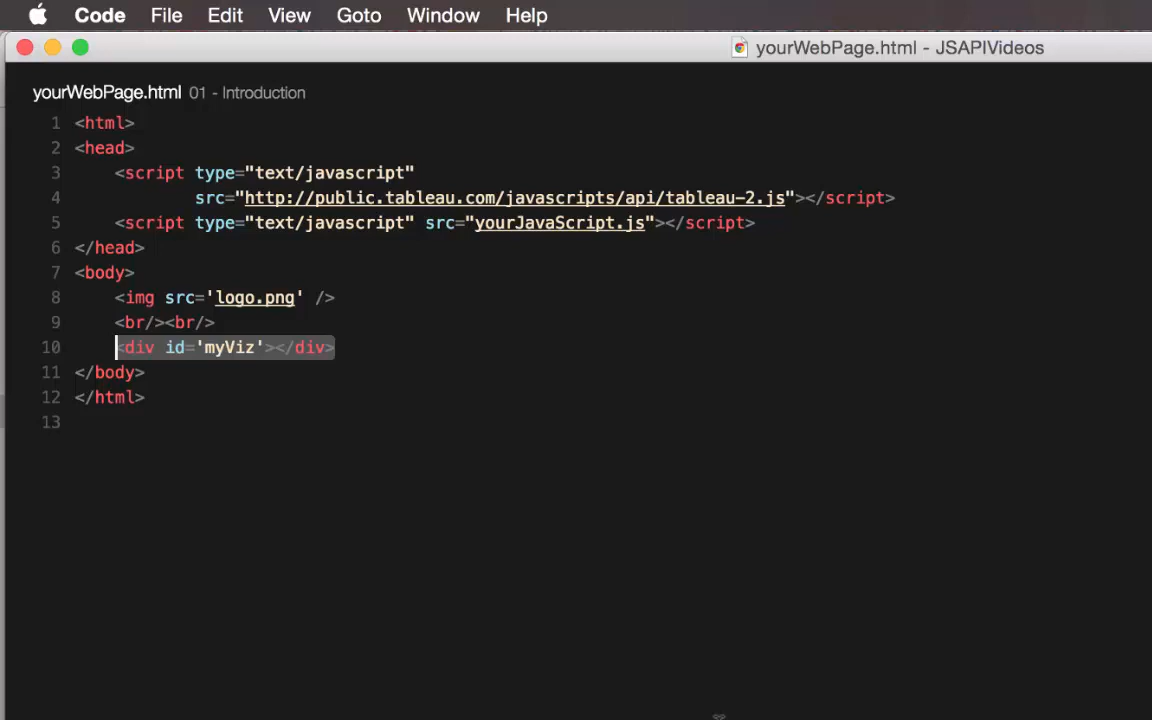 Code File Edit View Goto Window Help
yourWebPage.html - JSAPIVideos
yourWebPage.html 01 - Introduction
1 <html>
2 <head>
3 <script type="text/javascript"
4 src="http://public.tableau.com/javascripts/api/tableau-2.js"></script>
5 <script type="text/javascript" src="yourJavaScript.js"></script>
6 </head>
7 <body>
8 <img src='logo.png' />
9 <br/><br/>
10 <div id='myViz'></div>
11 </body>
12 </html>
13